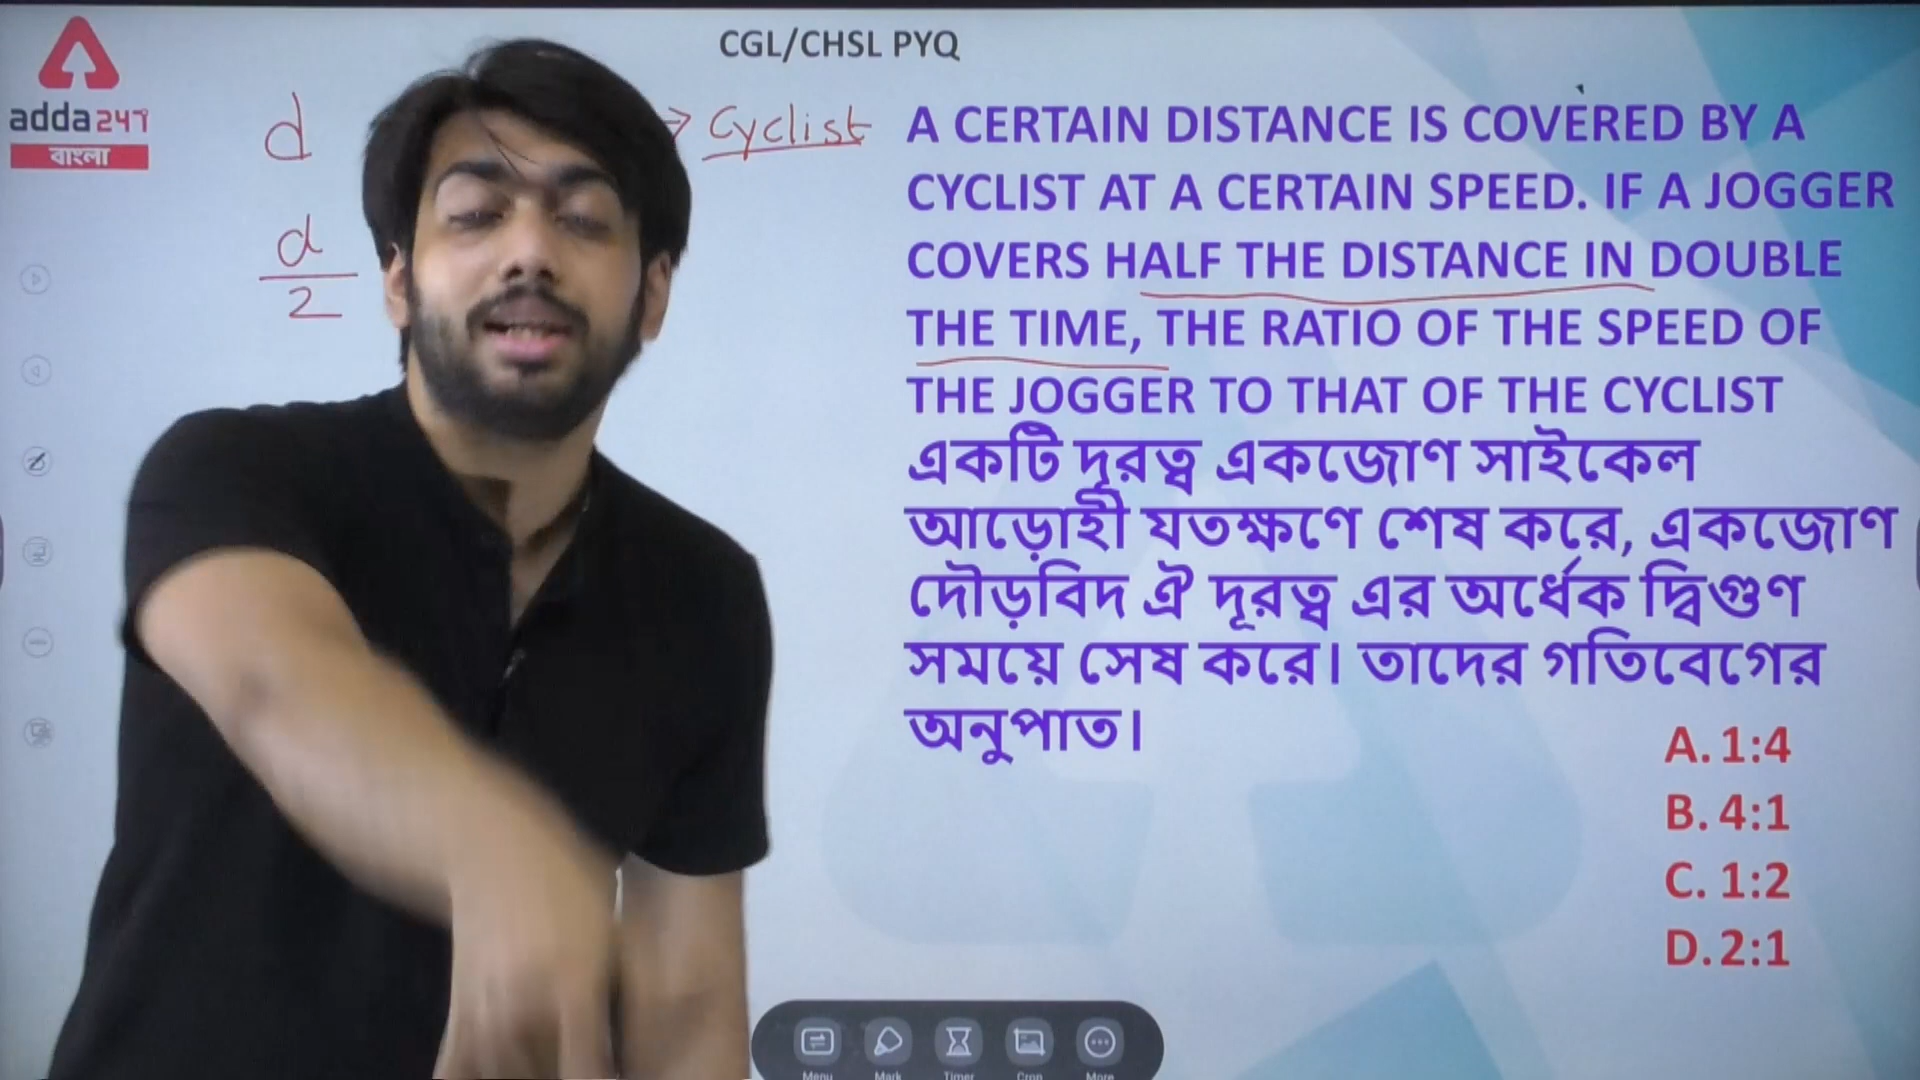 CGL/CHSL PYQ
adda247
বাংলা
d
→ Cyclist
d
2
A CERTAIN DISTANCE IS COVERED BY A
CYCLIST AT A CERTAIN SPEED. IF A JOGGER
COVERS HALF THE DISTANCE IN DOUBLE
THE TIME, THE RATIO OF THE SPEED OF
THE JOGGER TO THAT OF THE CYCLIST
একটি দূরত্ব একজোণ সাইকেল
আড়োহী যতক্ষণে শেষ করে, একজোণ
দৌড়বিদ ঐ দূরত্ব এর অর্ধেক দ্বিগুণ
সময়ে সেষ করে। তাদের গতিবেগের
অনুপাত।
A. 1:4
B. 4:1
C. 1:2
D. 2:1
Menu Mark Timer Crop More